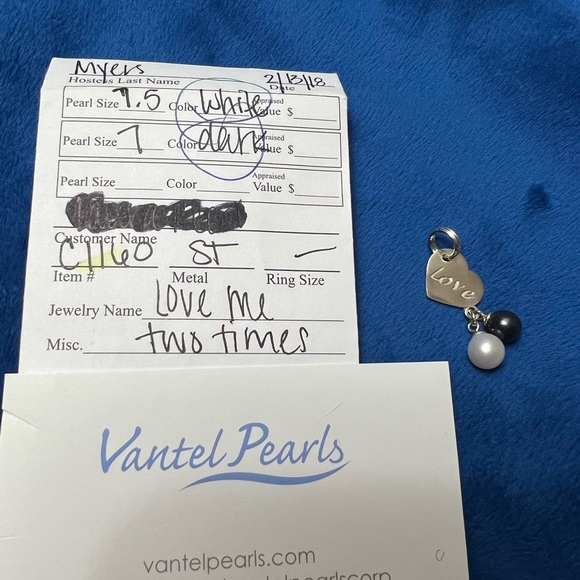 Myers 2/13/18
Hostess Last Name Date
Pearl Size 7.5 Color White Appraised Value $
Pearl Size 7 Color dark Appraised Value $
Pearl Size Color Appraised Value $
Customer Name
C1160 ST —
Item # Metal Ring Size
Jewelry Name Love me
Misc. two times
Love
Vantel Pearls
vantelpearls.com